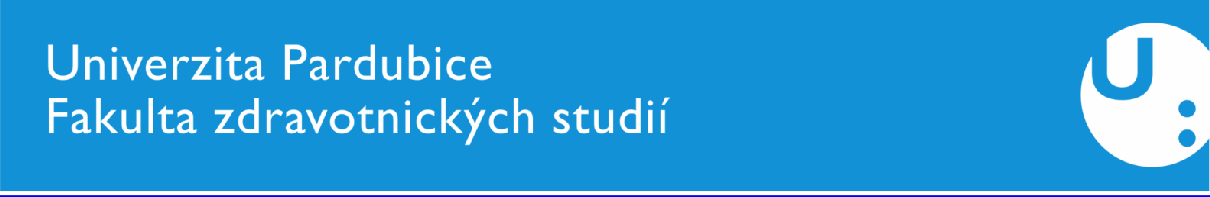 Univerzita Pardubice
Fakulta zdravotnických studií
U: